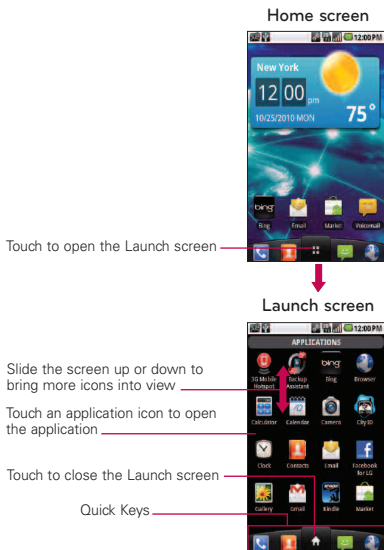 Home screen
12:00 PM
New York
12 00 pm
10/25/2010 MON
75°
bing
Bing Email Market Voicemail
Touch to open the Launch screen
Launch screen
12:00 PM
APPLICATIONS
bing
3G Mobile Hotspot Backup Assistant Bing Browser
Slide the screen up or down to
bring more icons into view
Calculator Calendar Camera City ID
Touch an application icon to open
the application
Clock Contacts Email Facebook for LG
Touch to close the Launch screen
Gallery Gmail Kindle Market
Quick Keys